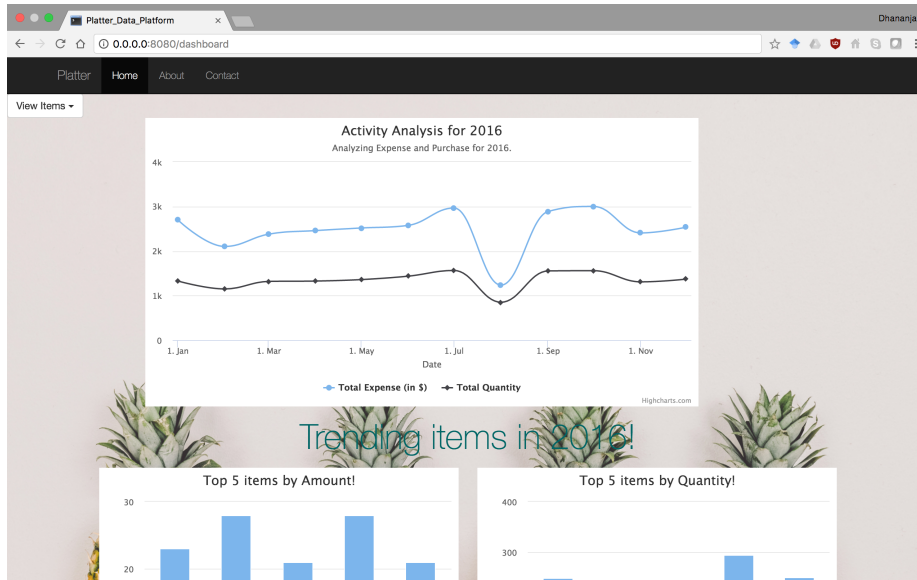 Platter_Data_Platform
Dhananja
0.0.0.0:8080/dashboard
Platter Home About Contact
View Items
Activity Analysis for 2016
Analyzing Expense and Purchase for 2016.
4k
3k
2k
1k
0
1. Jan 1. Mar 1. May 1. Jul 1. Sep 1. Nov
Date
Total Expense (in $) Total Quantity
Highcharts.com
Trending items in 2016!
Top 5 items by Amount!
30
20
Top 5 items by Quantity!
400
300